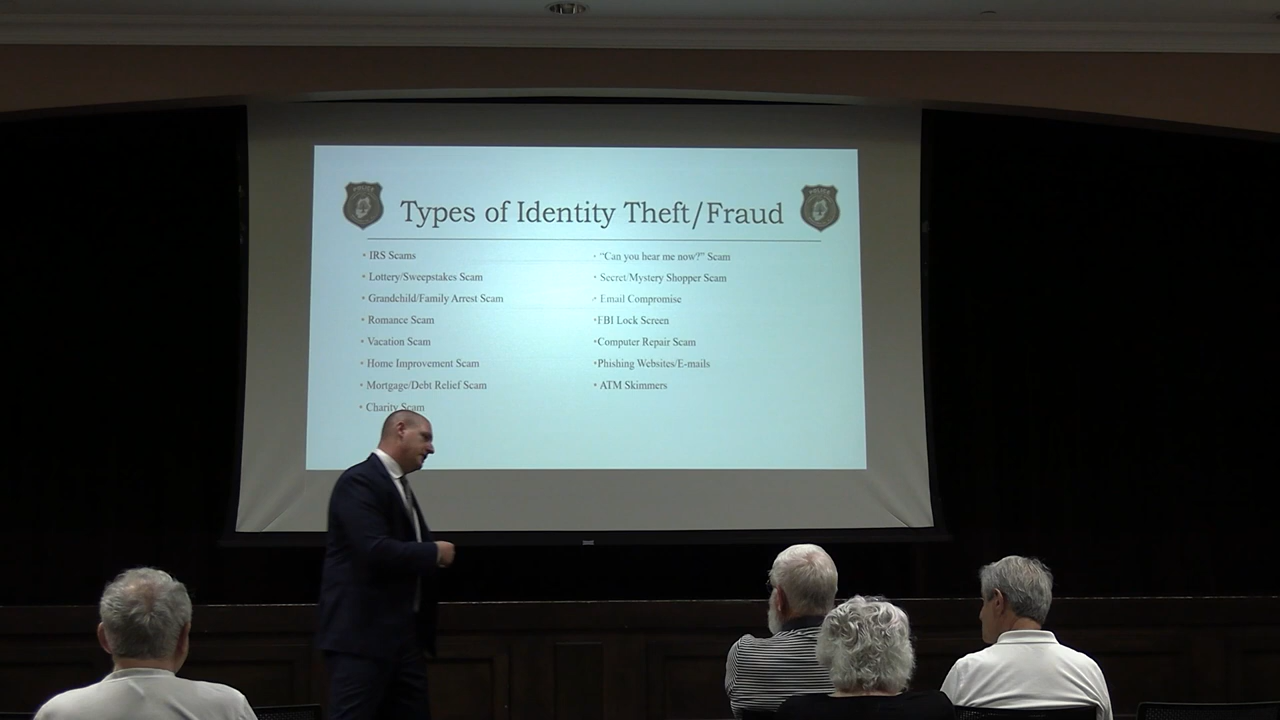 POLICE
POLICE
Types of Identity Theft/Fraud
• IRS Scams
• Lottery/Sweepstakes Scam
• Grandchild/Family Arrest Scam
• Romance Scam
• Vacation Scam
• Home Improvement Scam
• Mortgage/Debt Relief Scam
• Charity Scam
• "Can you hear me now?" Scam
• Secret/Mystery Shopper Scam
• Email Compromise
•FBI Lock Screen
•Computer Repair Scam
•Phishing Websites/E-mails
• ATM Skimmers